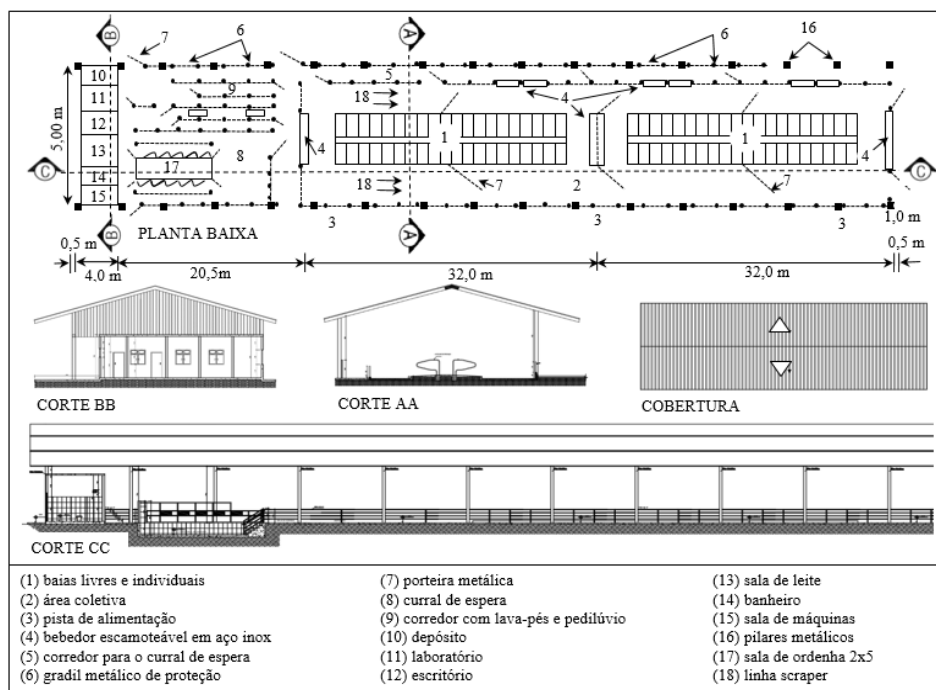 B
A
7
6
6
16
10
11
12
13
14
15
5,00 m
9
17
8
5
18
4
4
1
1
4
18
7
2
7
C
C
3
3
3
1,0 m
PLANTA BAIXA
B
A
0,5 m
4,0 m
20,5m
32,0 m
32,0 m
0,5 m
CORTE BB
CORTE AA
COBERTURA
CORTE CC
(1) baias livres e individuais
(2) área coletiva
(3) pista de alimentação
(4) bebedor escamoteável em aço inox
(5) corredor para o curral de espera
(6) gradil metálico de proteção
(7) porteira metálica
(8) curral de espera
(9) corredor com lava-pés e pedilúvio
(10) depósito
(11) laboratório
(12) escritório
(13) sala de leite
(14) banheiro
(15) sala de máquinas
(16) pilares metálicos
(17) sala de ordenha 2x5
(18) linha scraper